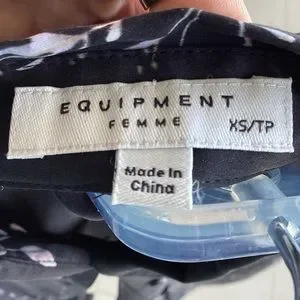 EQUIPMENT
FEMME
XS/TP
Made in
China